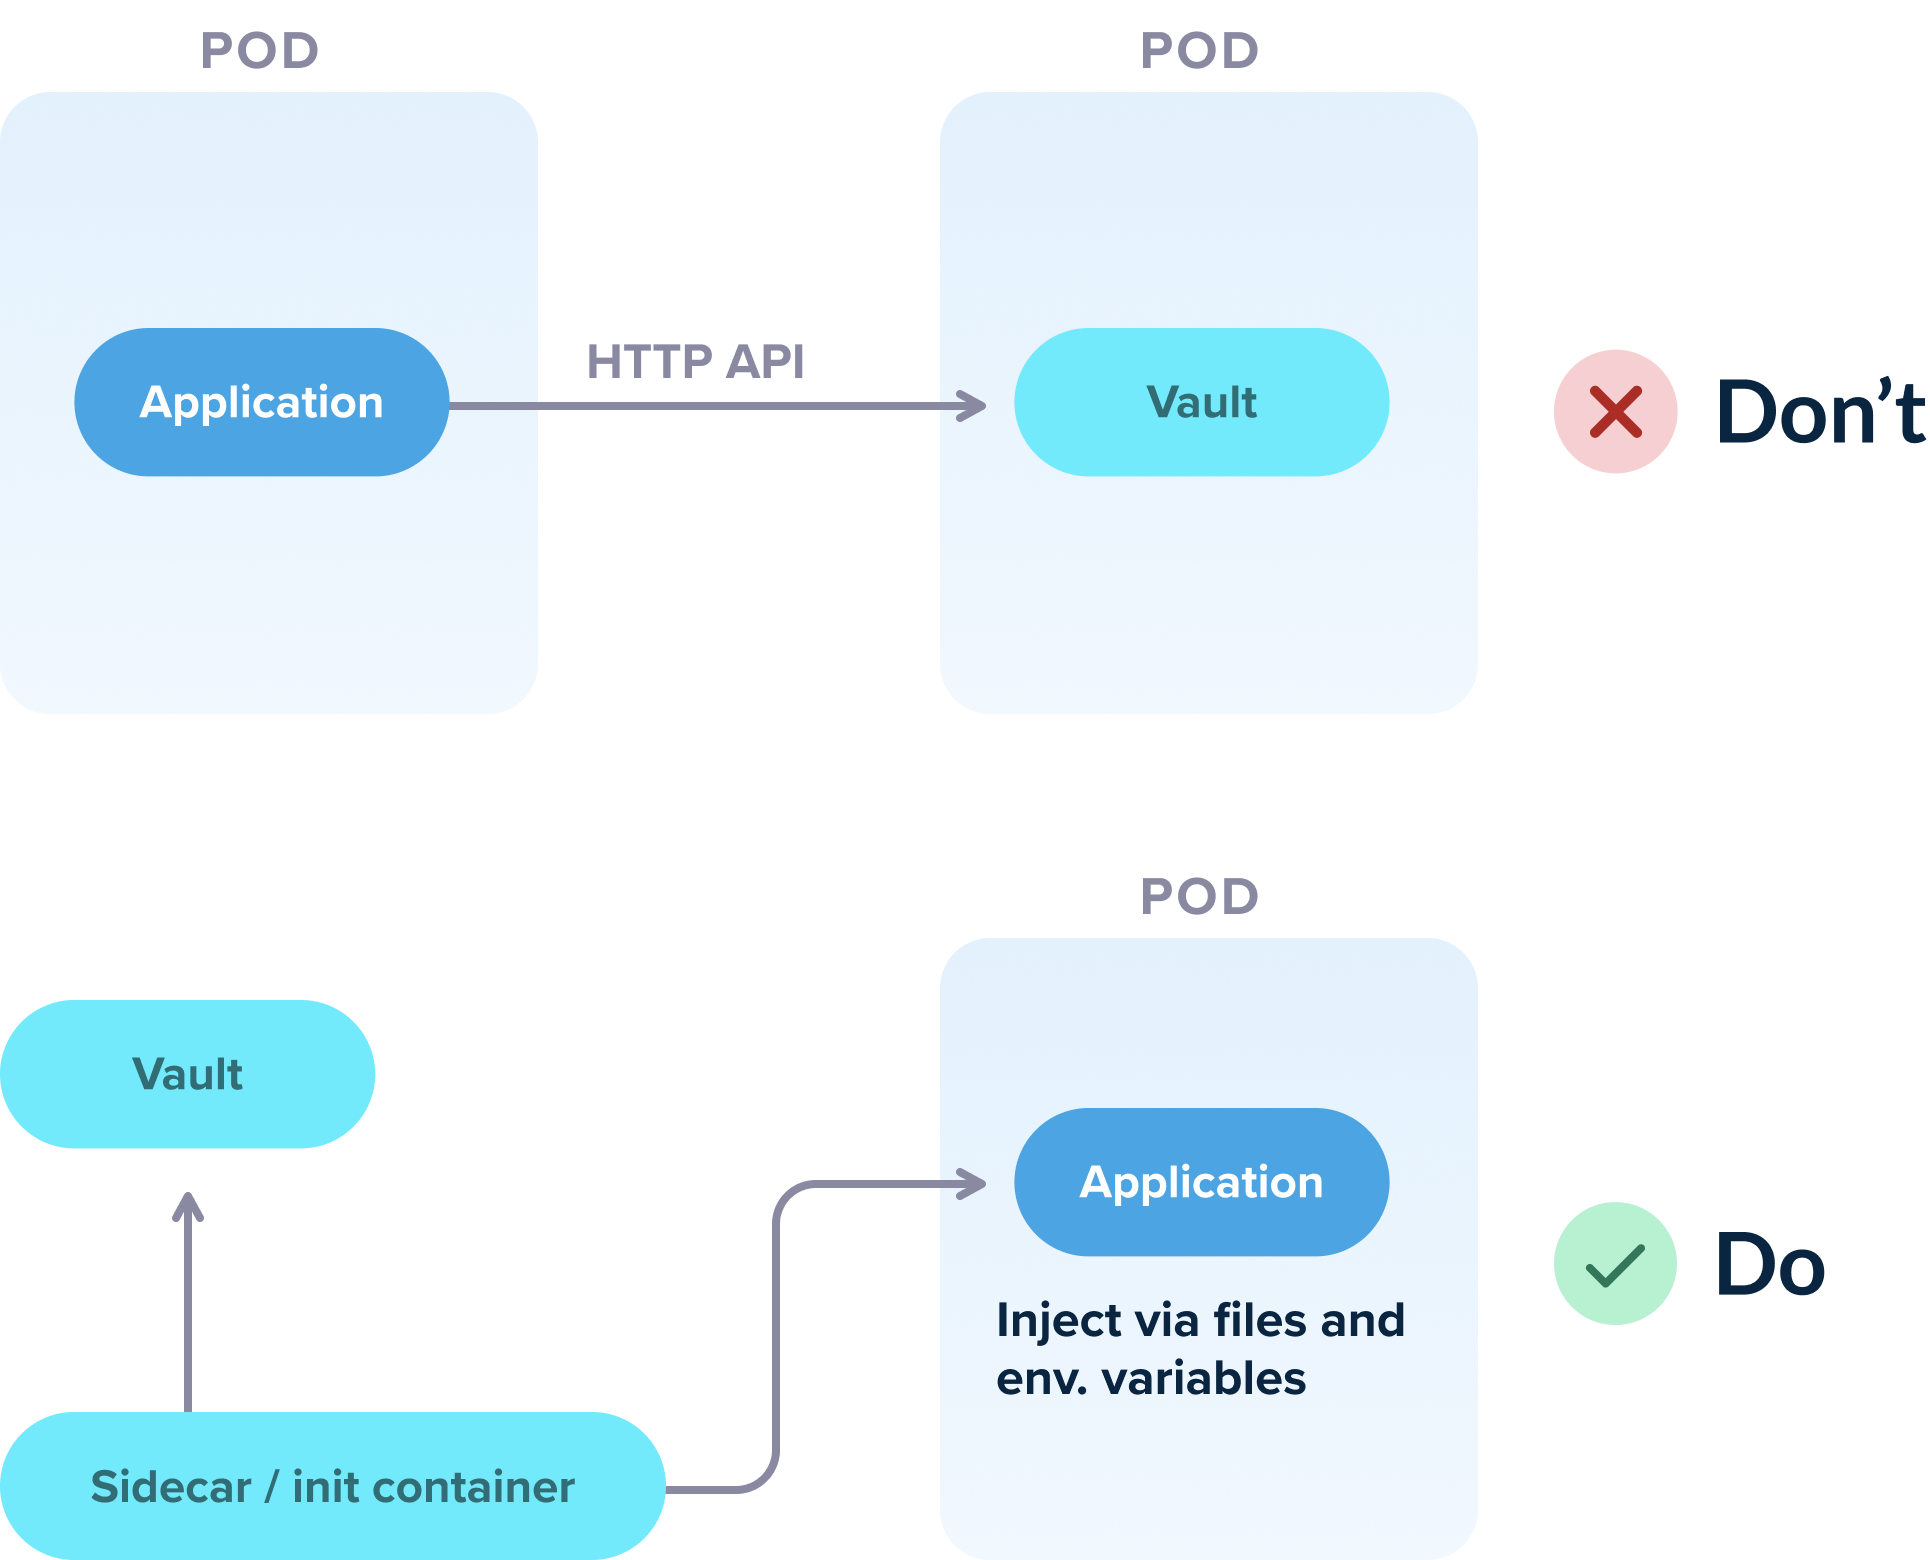 POD
POD
Application
HTTP API
Vault
Don’t
POD
Vault
Application
Inject via files and
env. variables
Do
Sidecar / init container